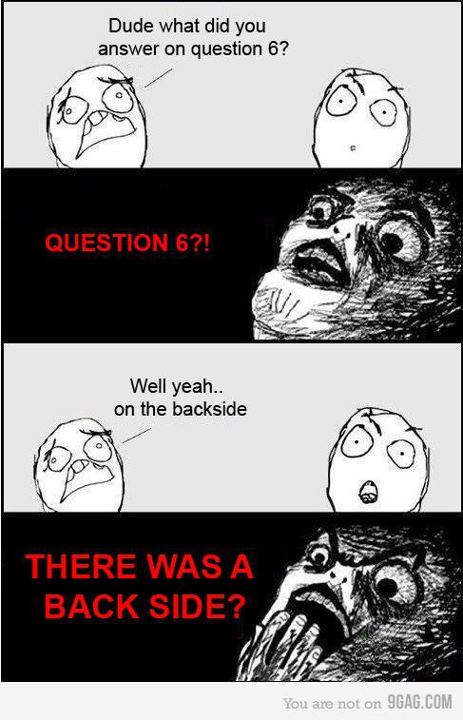 Dude what did you
answer on question 6?
QUESTION 6?!
Well yeah..
on the backside
THERE WAS A
BACK SIDE?
You are not on 9GAG.COM